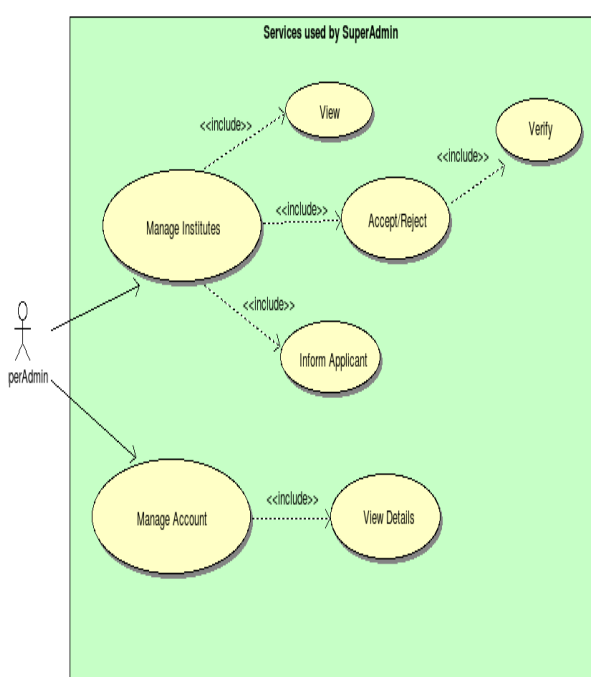 Services used by SuperAdmin
View
<<include>>
Verify
<<include>>
Manage Institutes
<<include>>
Accept/Reject
<<include>>
Inform Applicant
perAdmin
Manage Account
<<include>>
View Details